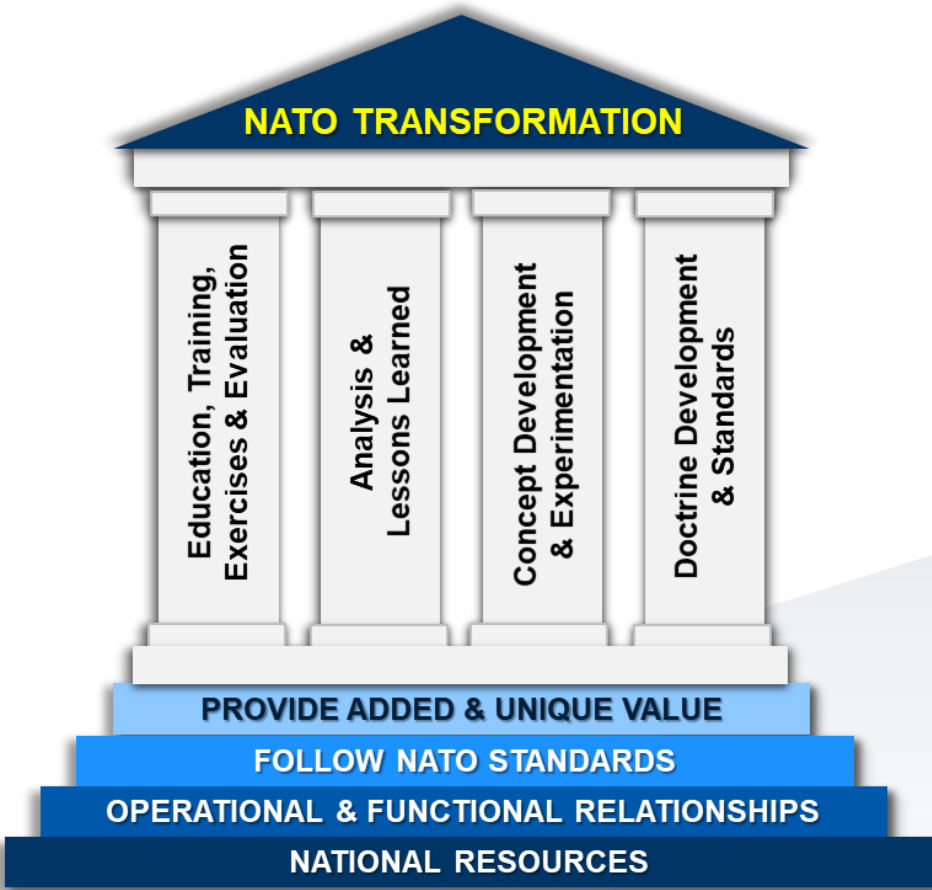 NATO TRANSFORMATION
Education, Training,
Exercises & Evaluation
Analysis &
Lessons Learned
Concept Development
& Experimentation
Doctrine Development
& Standards
PROVIDE ADDED & UNIQUE VALUE
FOLLOW NATO STANDARDS
OPERATIONAL & FUNCTIONAL RELATIONSHIPS
NATIONAL RESOURCES